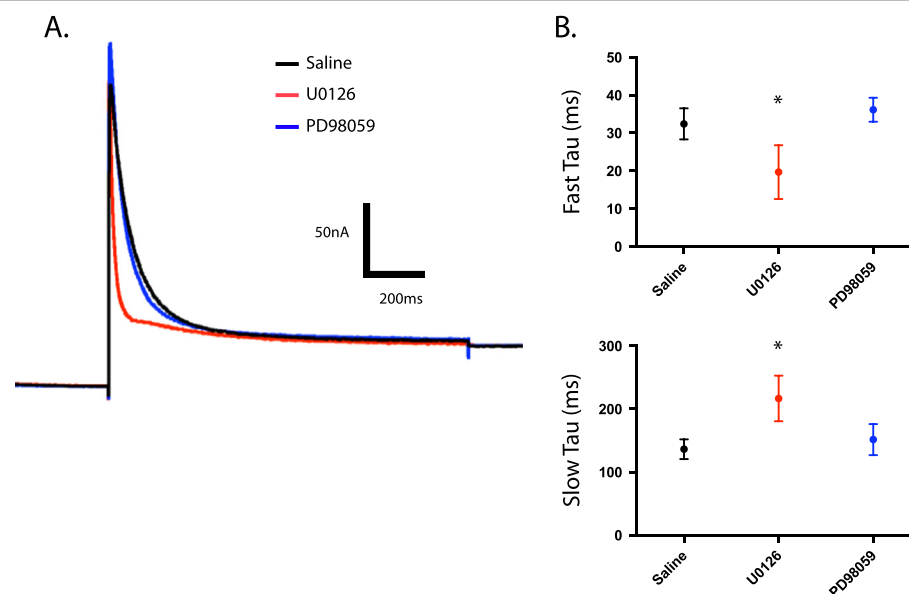 A.
Saline
U0126
PD98059
50nA
200ms
B.
Fast Tau (ms)
50
40
30
20
10
0
*
Saline
U0126
PD98059
Slow Tau (ms)
300
200
100
0
*
Saline
U0126
PD98059